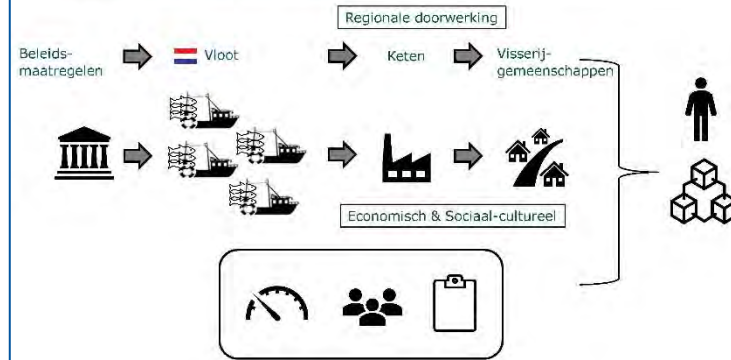 Regionale doorwerking
Beleids-
maatregelen
Vloot
Keten
Visserij-
gemeenschappen
Economisch & Sociaal-cultureel